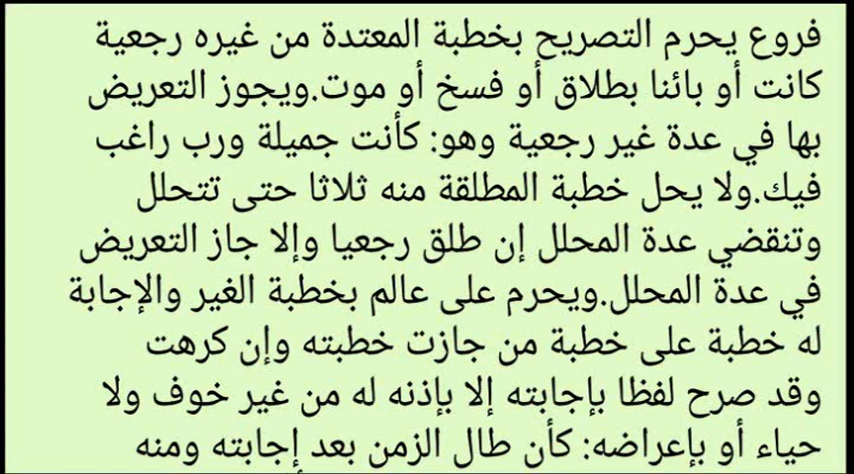 فروع يحرم التصريح بخطبة المعتدة من غيره رجعية
كانت أو بائنا بطلاق أو فسخ أو موت.ويجوز التعريض
بها في عدة غير رجعية وهو: كأنت جميلة ورب راغب
فيك.ولا يحل خطبة المطلقة منه ثلاثا حتى تتحلل
وتنقضي عدة المحلل إن طلق رجعيا وإلا جاز التعريض
في عدة المحلل.ويحرم على عالم بخطبة الغير والإجابة
له خطبة على خطبة من جازت خطبته وإن كرهت
وقد صرح لفظا بإجابته إلا بإذنه له من غير خوف ولا
حياء أو بإعراضه: كأن طال الزمن بعد إجابته ومنه